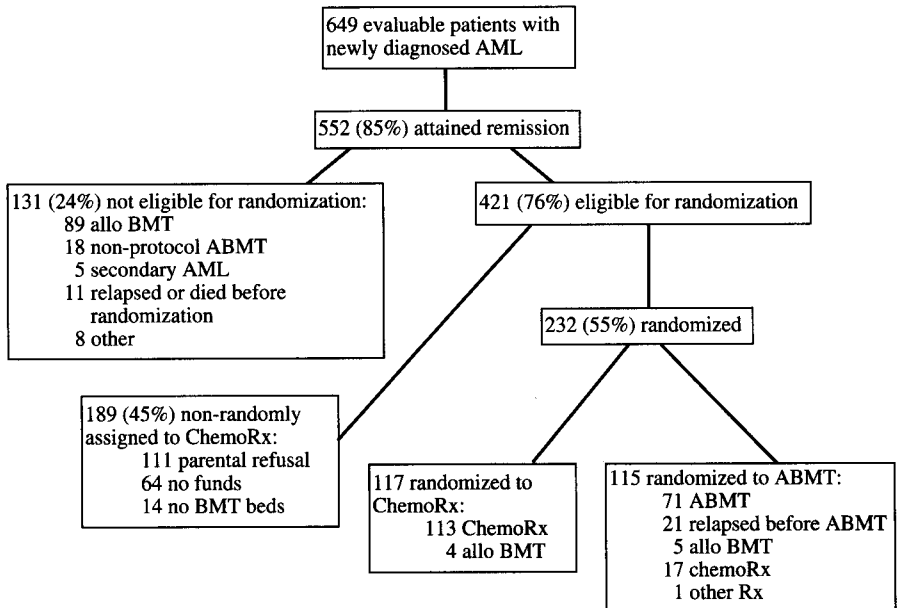 649 evaluable patients with
newly diagnosed AML
552 (85%) attained remission
131 (24%) not eligible for randomization:
89 allo BMT
18 non-protocol ABMT
5 secondary AML
11 relapsed or died before
randomization
8 other
421 (76%) eligible for randomization
232 (55%) randomized
189 (45%) non-randomly
assigned to ChemoRx:
111 parental refusal
64 no funds
14 no BMT beds
117 randomized to
ChemoRx:
113 ChemoRx
4 allo BMT
115 randomized to ABMT:
71 ABMT
21 relapsed before ABMT
5 allo BMT
17 chemoRx
1 other Rx